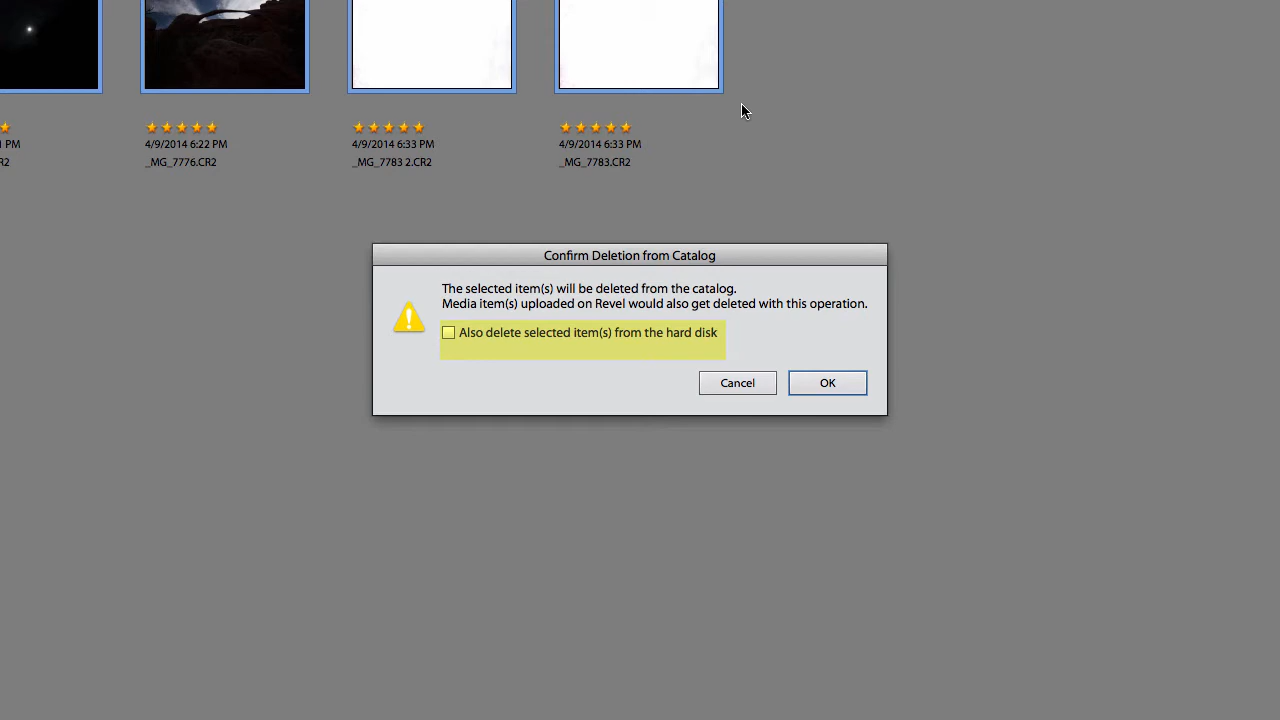 1 PM
4/9/2014 6:22 PM
4/9/2014 6:33 PM
4/9/2014 6:33 PM
R2
_MG_7776.CR2
_MG_7783 2.CR2
_MG_7783.CR2
Confirm Deletion from Catalog
The selected item(s) will be deleted from the catalog.
Media item(s) uploaded on Revel would also get deleted with this operation.
Also delete selected item(s) from the hard disk
Cancel
OK